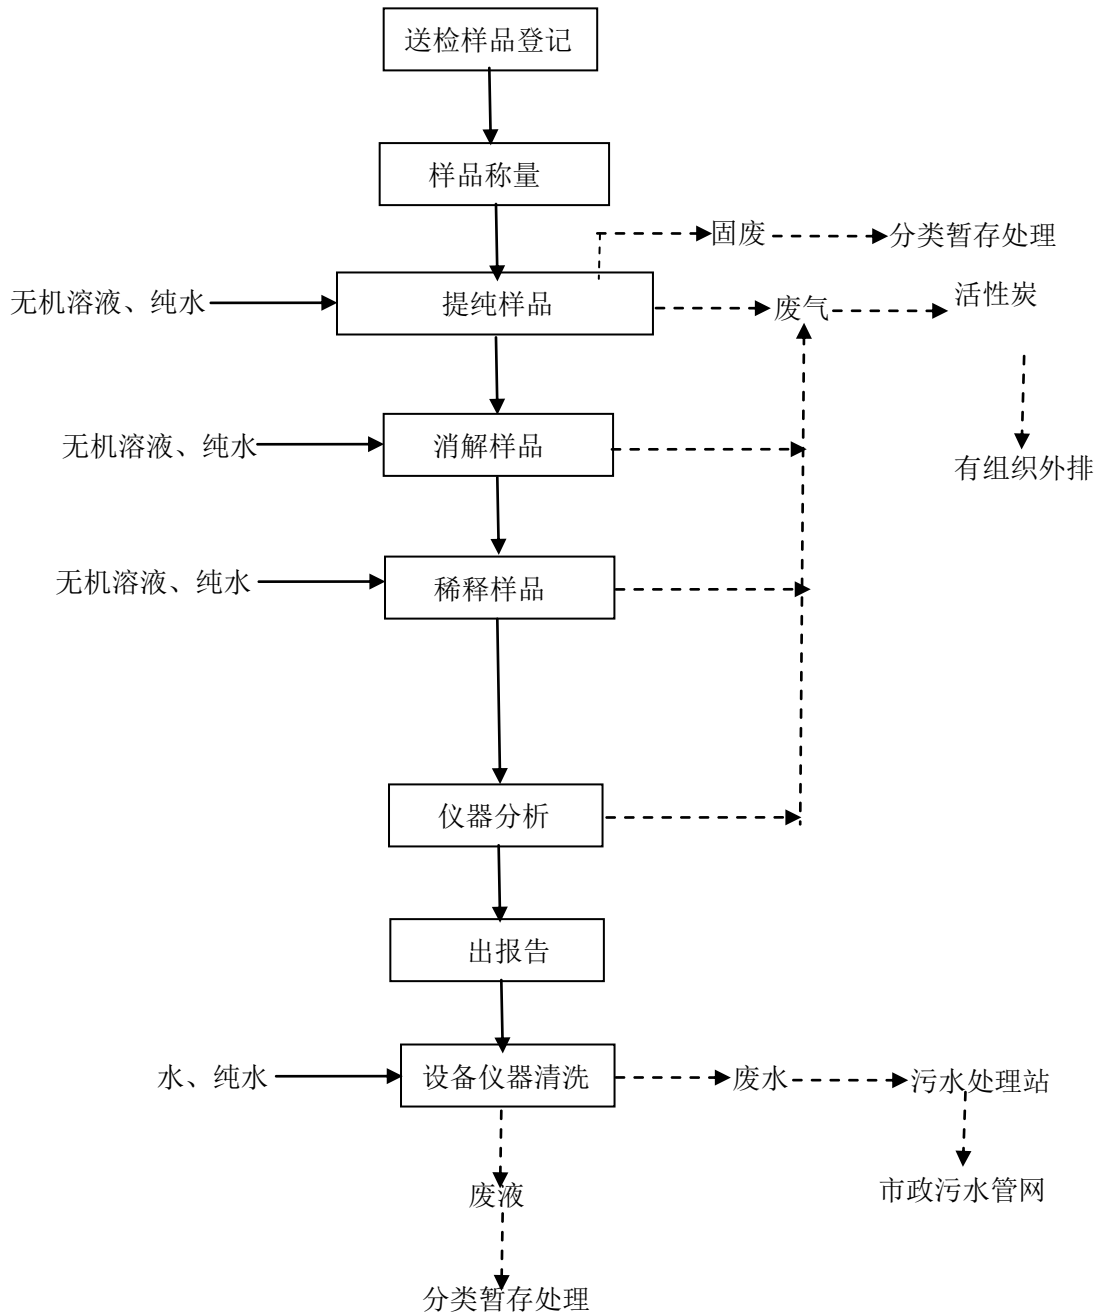 送检样品登记
样品称量
固废
分类暂存处理
无机溶液、纯水
提纯样品
废气
活性炭
无机溶液、纯水
消解样品
有组织外排
无机溶液、纯水
稀释样品
仪器分析
出报告
水、纯水
设备仪器清洗
废水
污水处理站
废液
市政污水管网
分类暂存处理